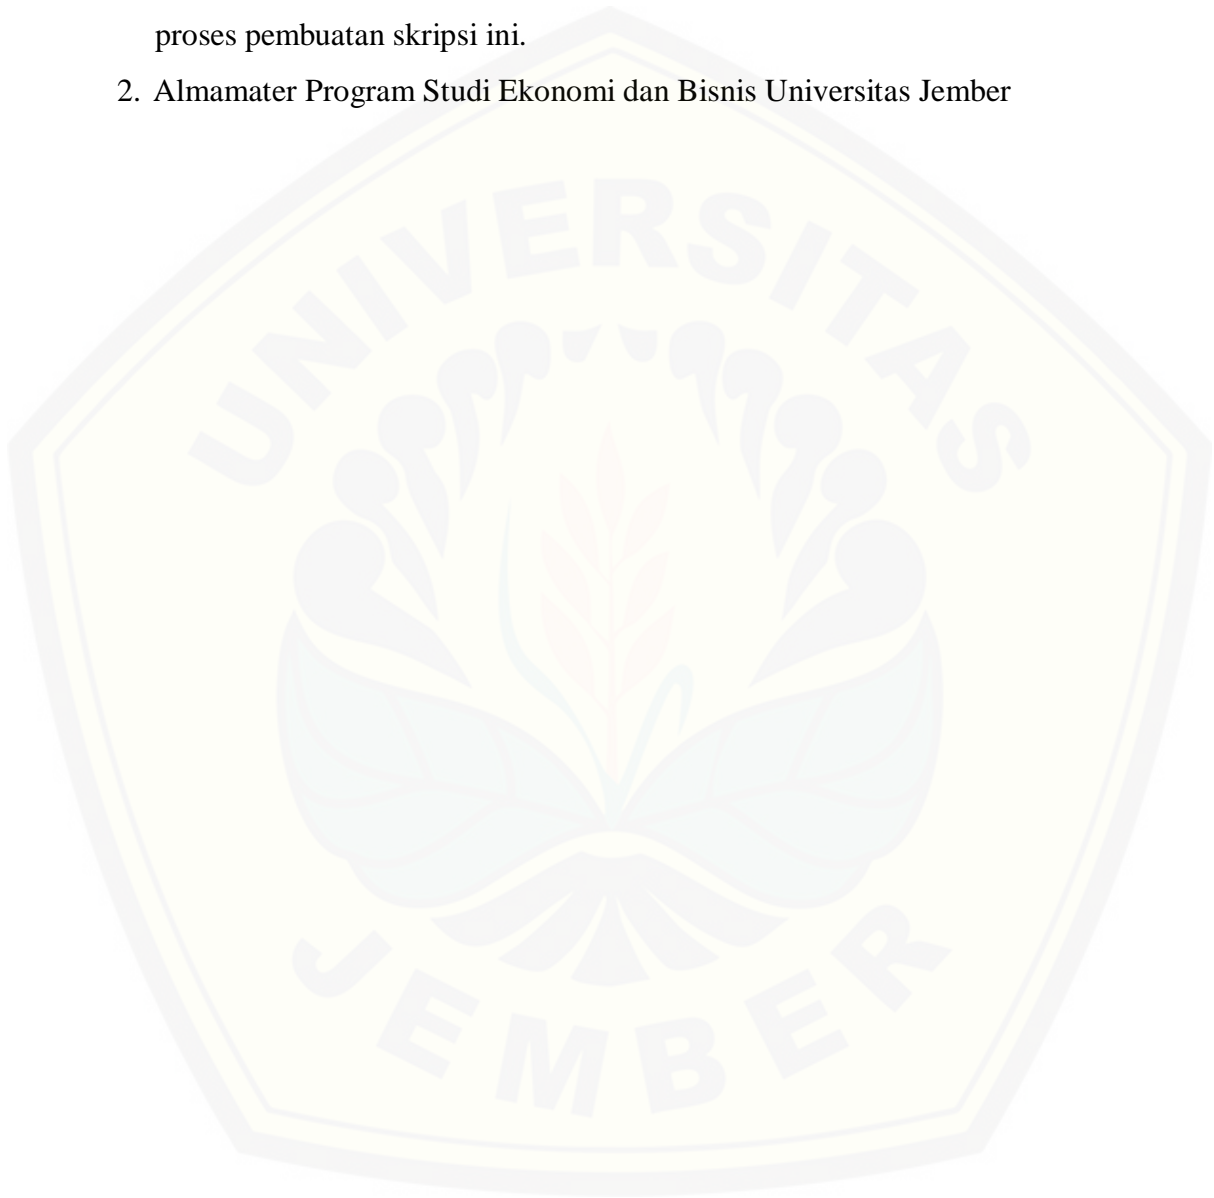 proses pembuatan skripsi ini.
2. Almamater Program Studi Ekonomi dan Bisnis Universitas Jember
UNIVERSITAS
JEMBER